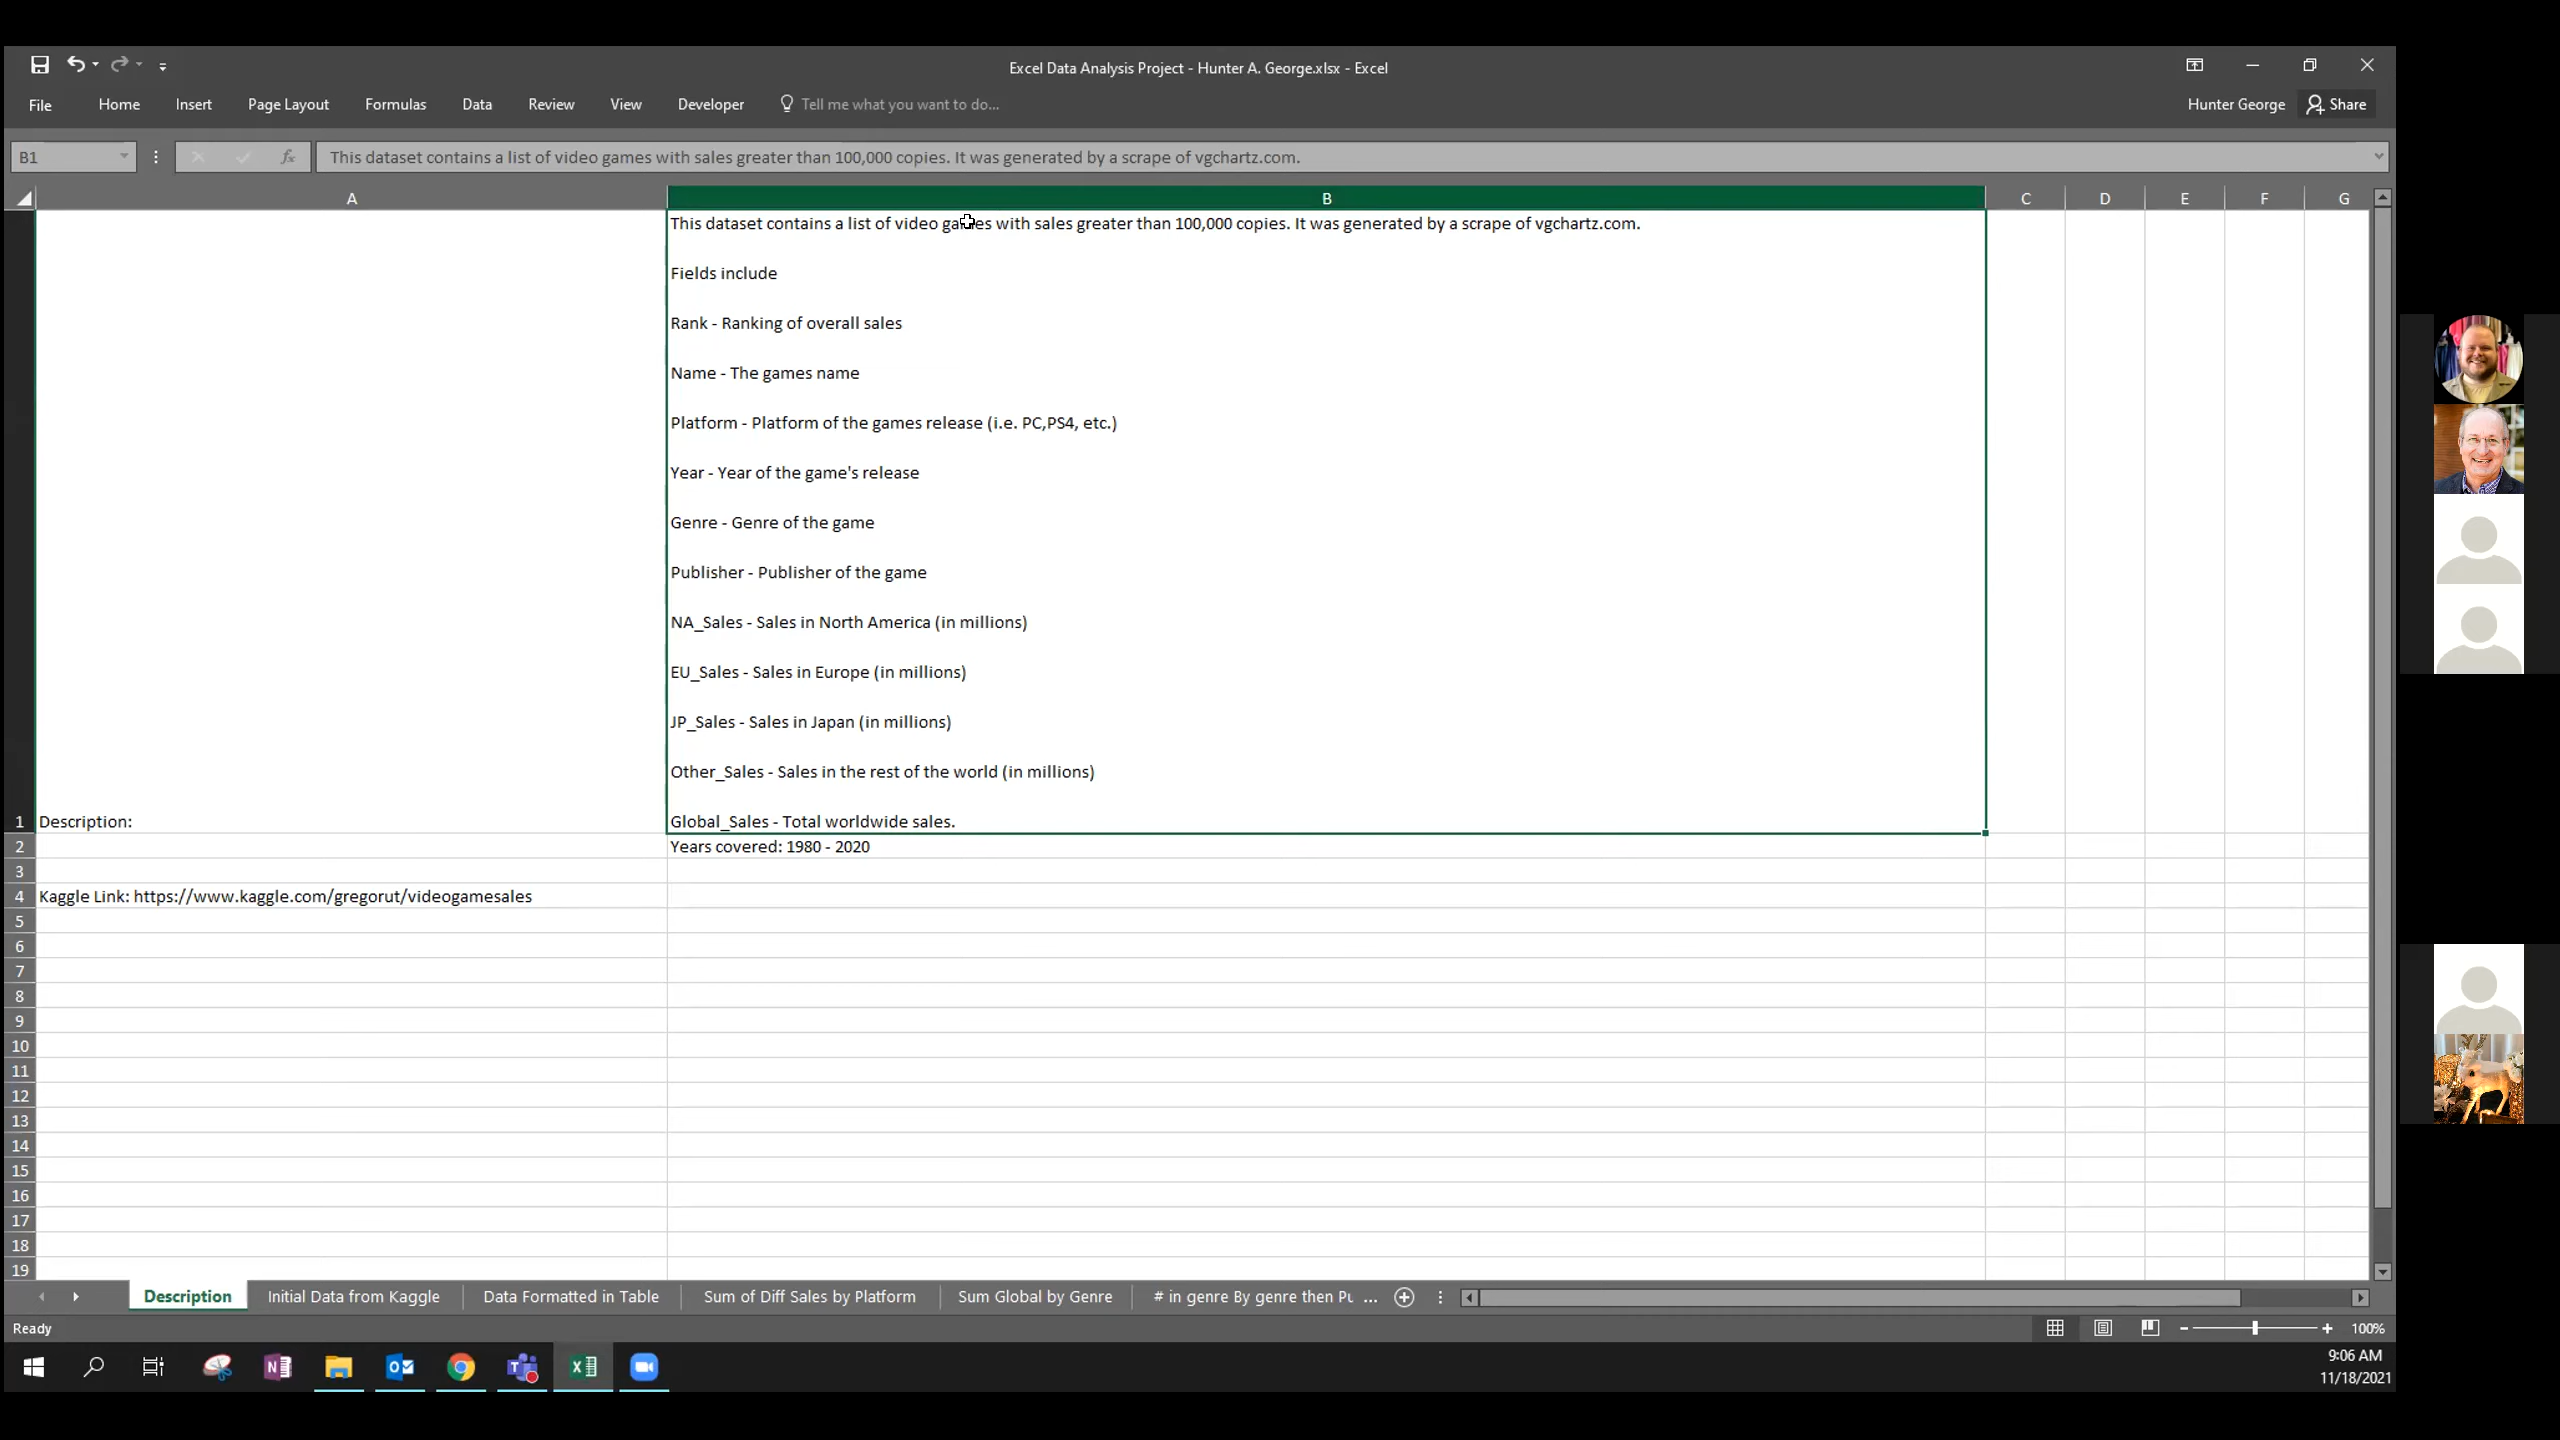 Excel Data Analysis Project - Hunter A. George.xlsx - Excel
File Home Insert Page Layout Formulas Data Review View Developer Tell me what you want to do... Hunter George Share
B1 fx This dataset contains a list of video games with sales greater than 100,000 copies. It was generated by a scrape of vgchartz.com.
A B C D E F G
This dataset contains a list of video games with sales greater than 100,000 copies. It was generated by a scrape of vgchartz.com.
Fields include
Rank - Ranking of overall sales
Name - The games name
Platform - Platform of the games release (i.e. PC,PS4, etc.)
Year - Year of the game's release
Genre - Genre of the game
Publisher - Publisher of the game
NA_Sales - Sales in North America (in millions)
EU_Sales - Sales in Europe (in millions)
JP_Sales - Sales in Japan (in millions)
Other_Sales - Sales in the rest of the world (in millions)
1 Description: Global_Sales - Total worldwide sales.
2 Years covered: 1980 - 2020
3
4 Kaggle Link: https://www.kaggle.com/gregorut/videogamesales
5
6
7
8
9
10
11
12
13
14
15
16
17
18
19
Description Initial Data from Kaggle Data Formatted in Table Sum of Diff Sales by Platform Sum Global by Genre # in genre By genre then Pu ...
Ready 100%
9:06 AM
11/18/2021